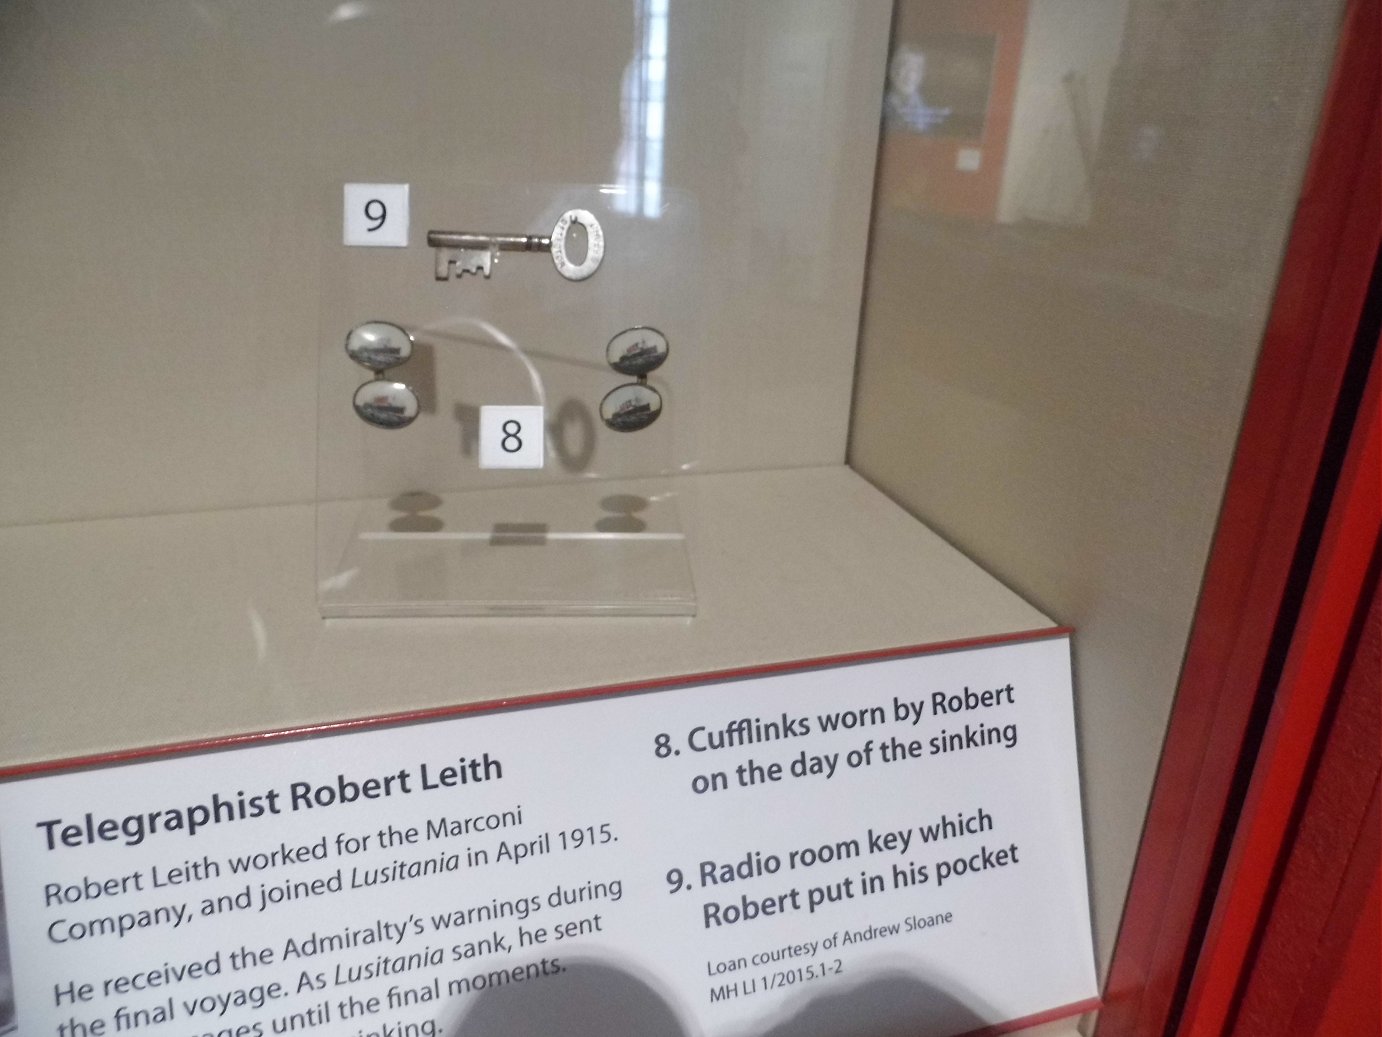 9
8
Telegraphist Robert Leith
Robert Leith worked for the Marconi
Company, and joined Lusitania in April 1915.
He received the Admiralty's warnings during
the final voyage. As Lusitania sank, he sent
until the final moments.
8. Cufflinks worn by Robert
on the day of the sinking
9. Radio room key which
Robert put in his pocket
Loan courtesy of Andrew Sloane
MH LI 1/2015.1-2